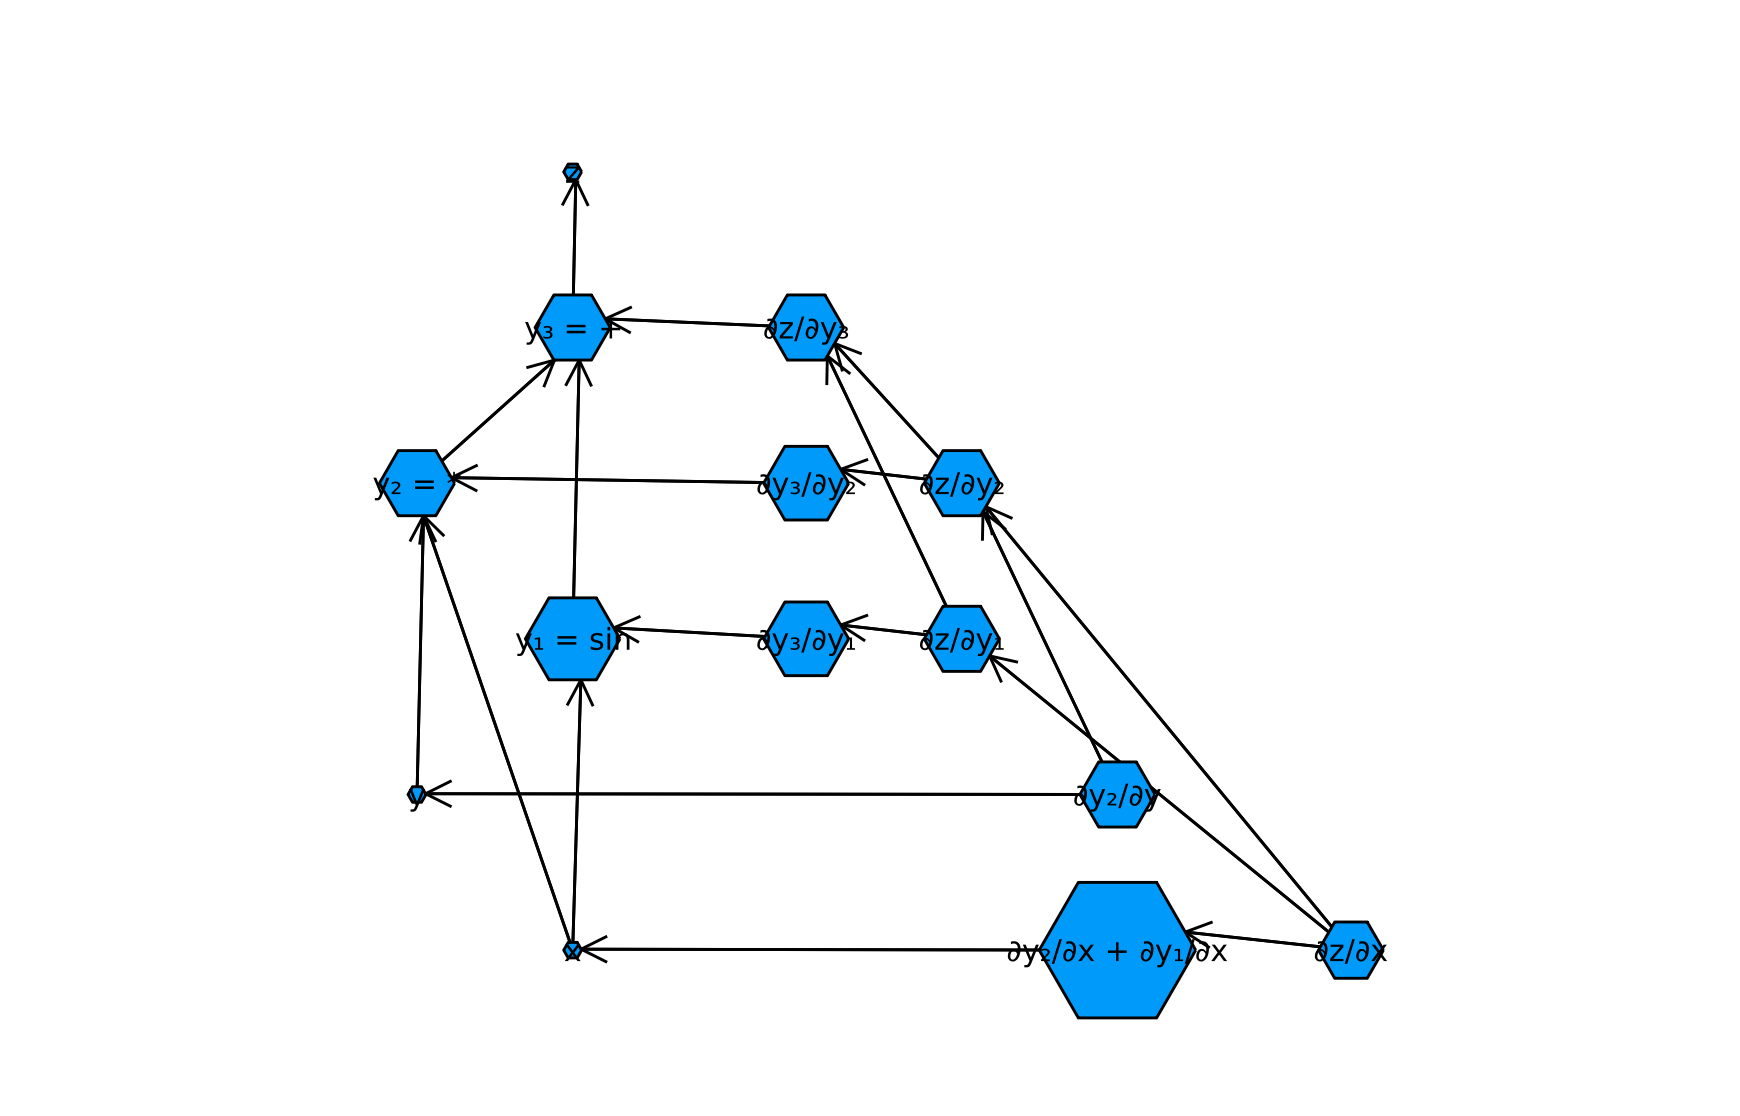 z
y₃ = +
∂z/∂y₃
y₂ =
∂y₃/∂y₂
∂z/∂y₂
y₁ = sin
∂y₃/∂y₁
∂z/∂y₁
y
∂y₂/∂y
x
∂y₂/∂x + ∂y₁/∂x
∂z/∂x